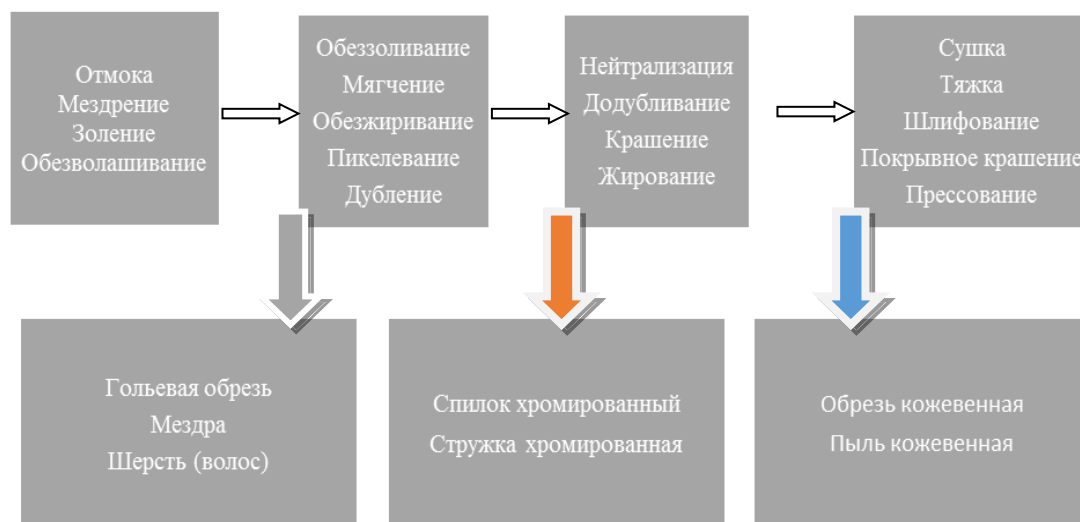 Отмока
Мездрение
Золение
Обезволашивание
Обеззоливание
Мягчение
Обезжиривание
Пикелевание
Дубление
Нейтрализация
Додубливание
Крашение
Жирование
Сушка
Тяжка
Шлифование
Покрывное крашение
Прессование
Гольевая обрезь
Мездра
Шерсть (волос)
Спилок хромированный
Стружка хромированная
Обрезь кожевенная
Пыль кожевенная